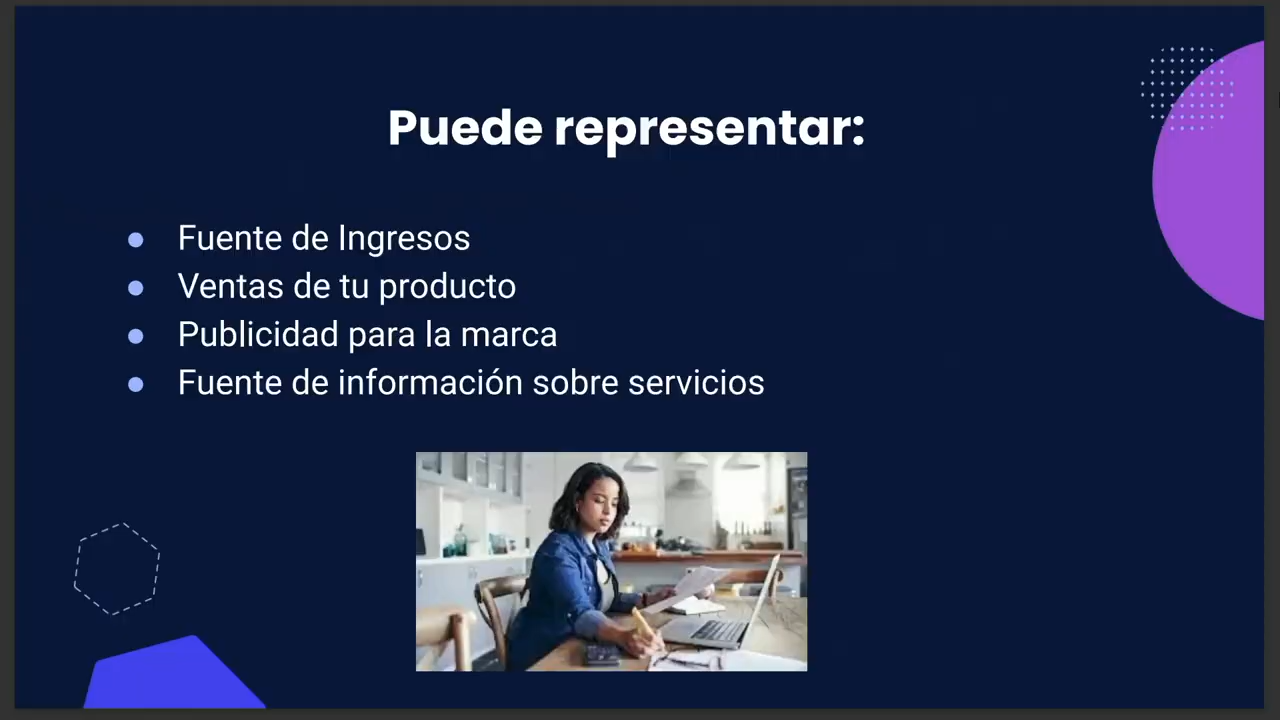 Puede representar:
Fuente de Ingresos
Ventas de tu producto
Publicidad para la marca
Fuente de información sobre servicios